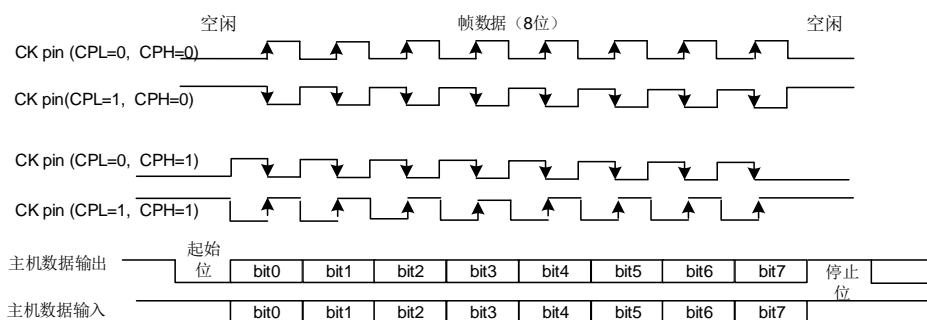 空闲 帧数据（8位） 空闲
CK pin (CPL=0, CPH=0)
CK pin(CPL=1, CPH=0)
CK pin (CPL=0, CPH=1)
CK pin (CPL=1, CPH=1)
主机数据输出 起始位 bit0 bit1 bit2 bit3 bit4 bit5 bit6 bit7 停止位
主机数据输入 bit0 bit1 bit2 bit3 bit4 bit5 bit6 bit7